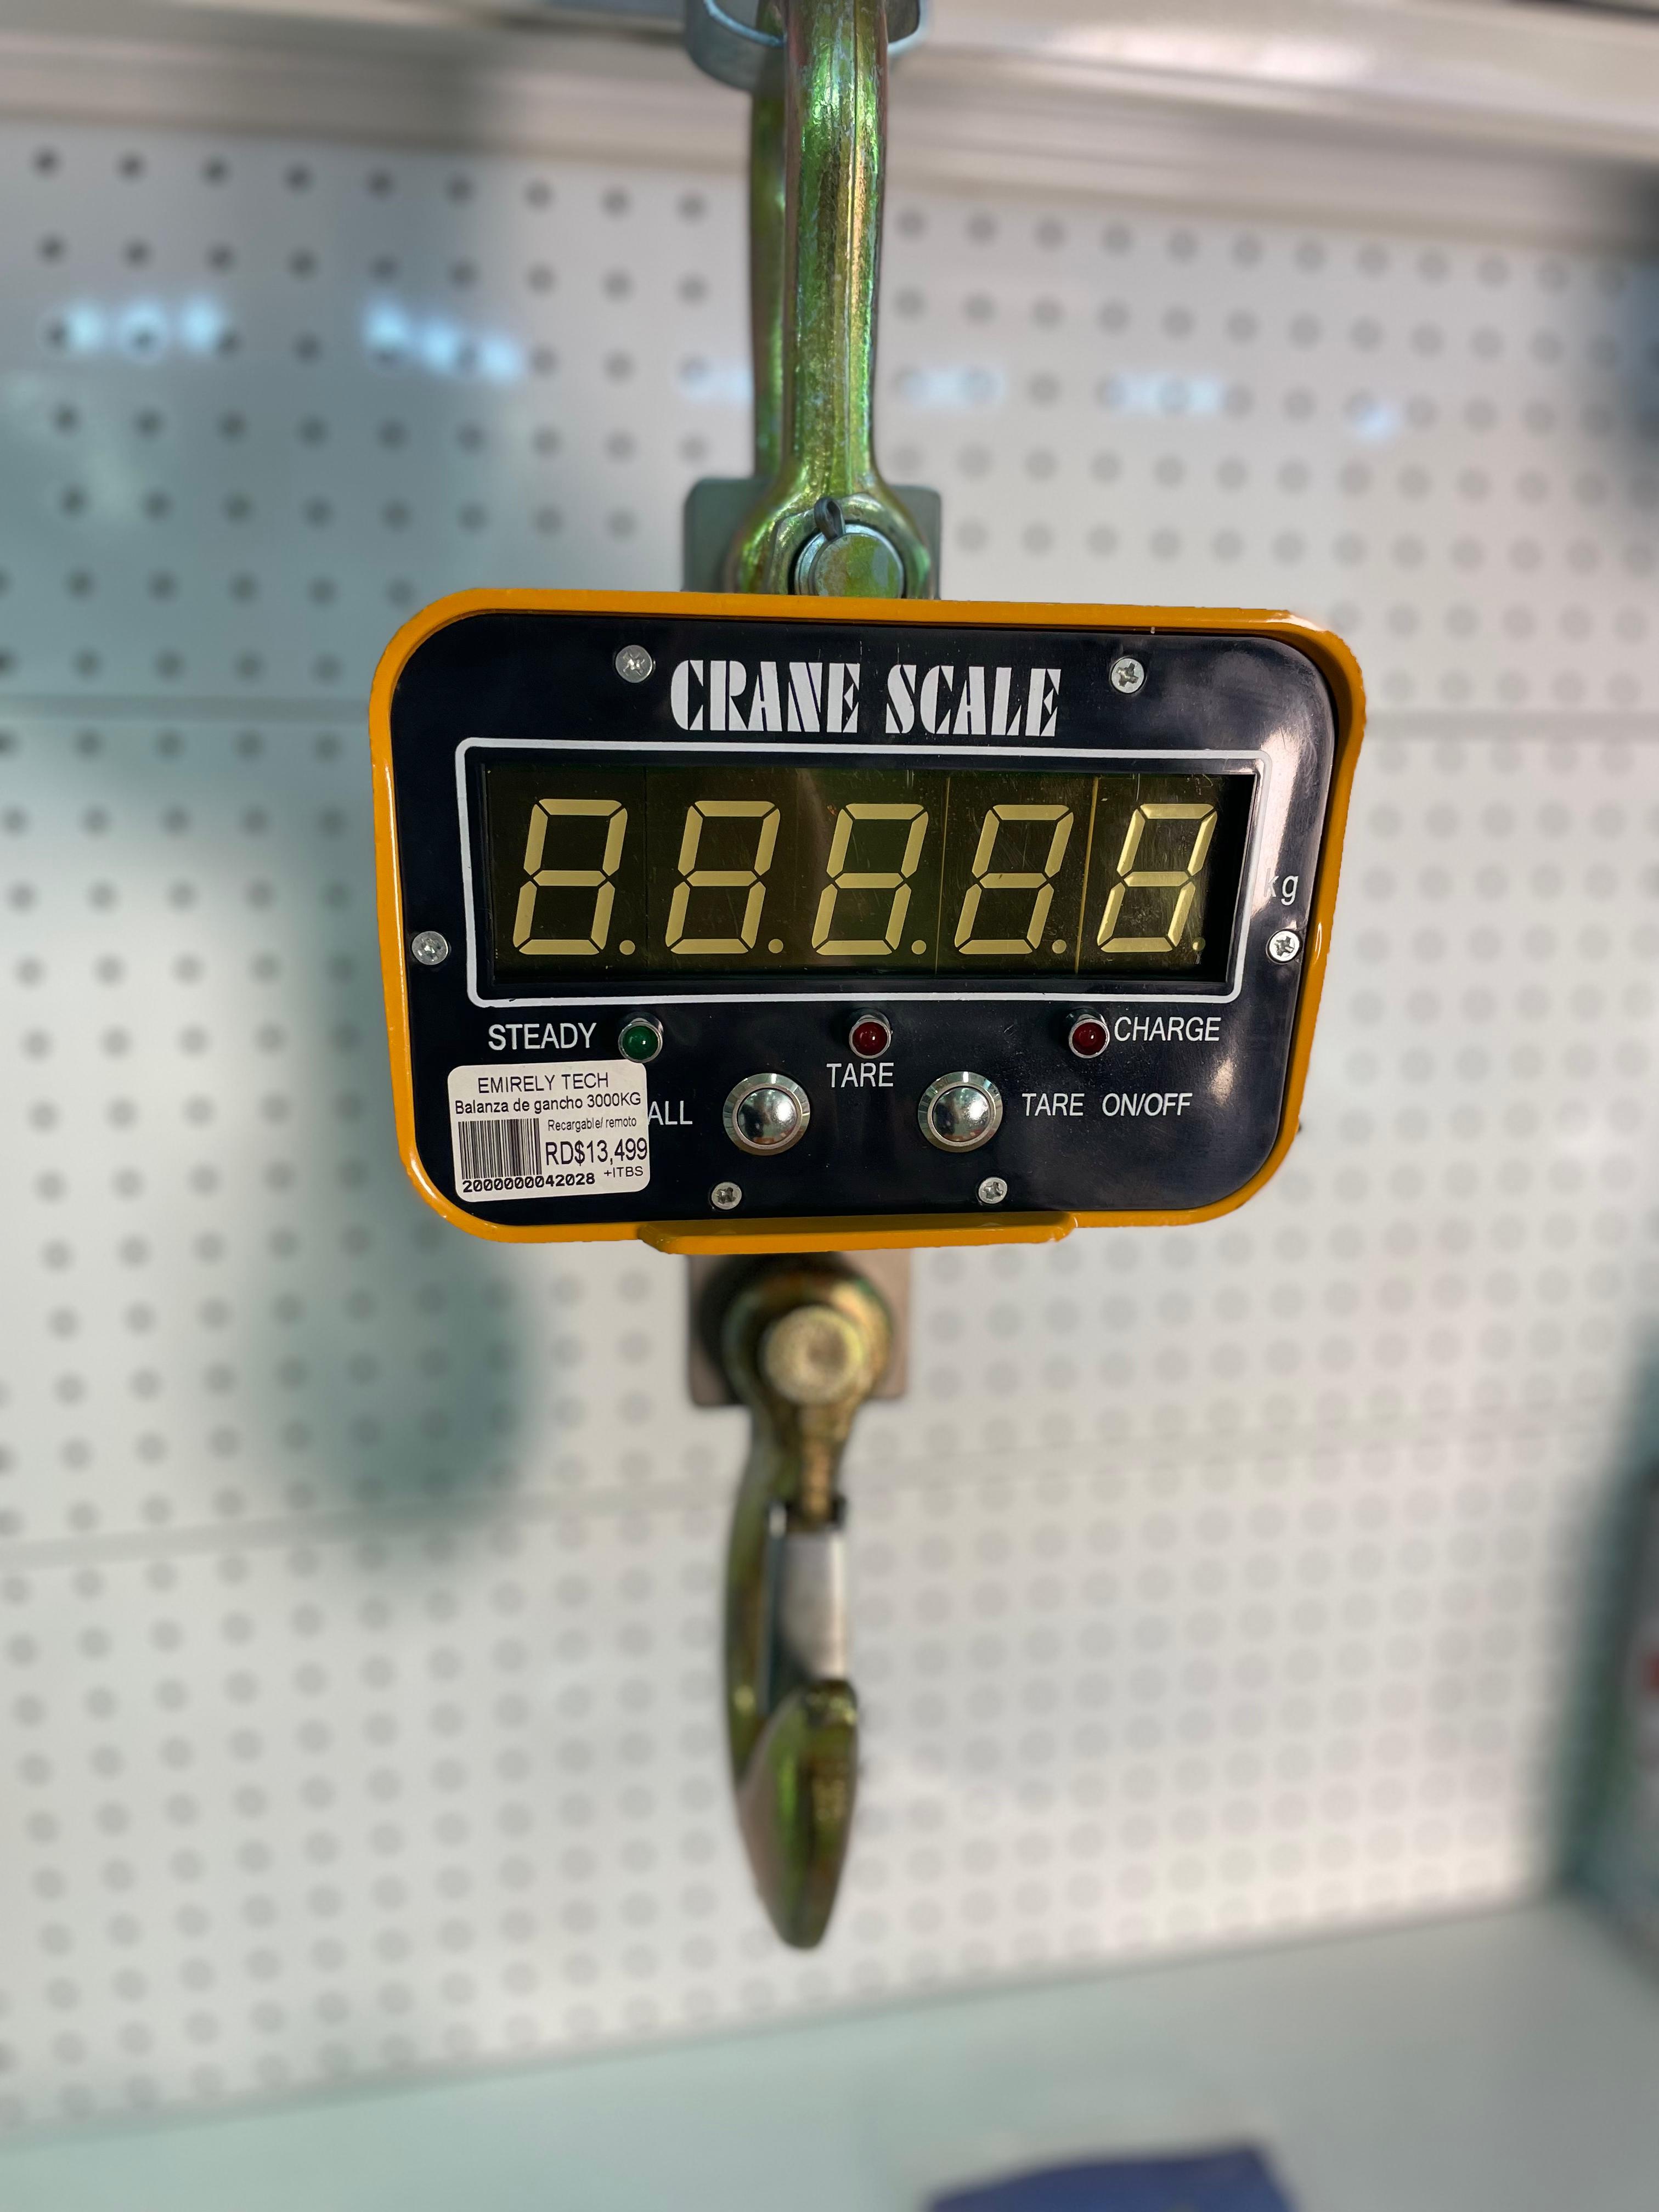 CRANE SCALE
kg
STEADY
CHARGE
TARE
ALL
TARE ON/OFF
EMIRELY TECH
Balanza de gancho 3000KG
Recargable/ remoto
RD$13,499
+ITBS
2000000042028